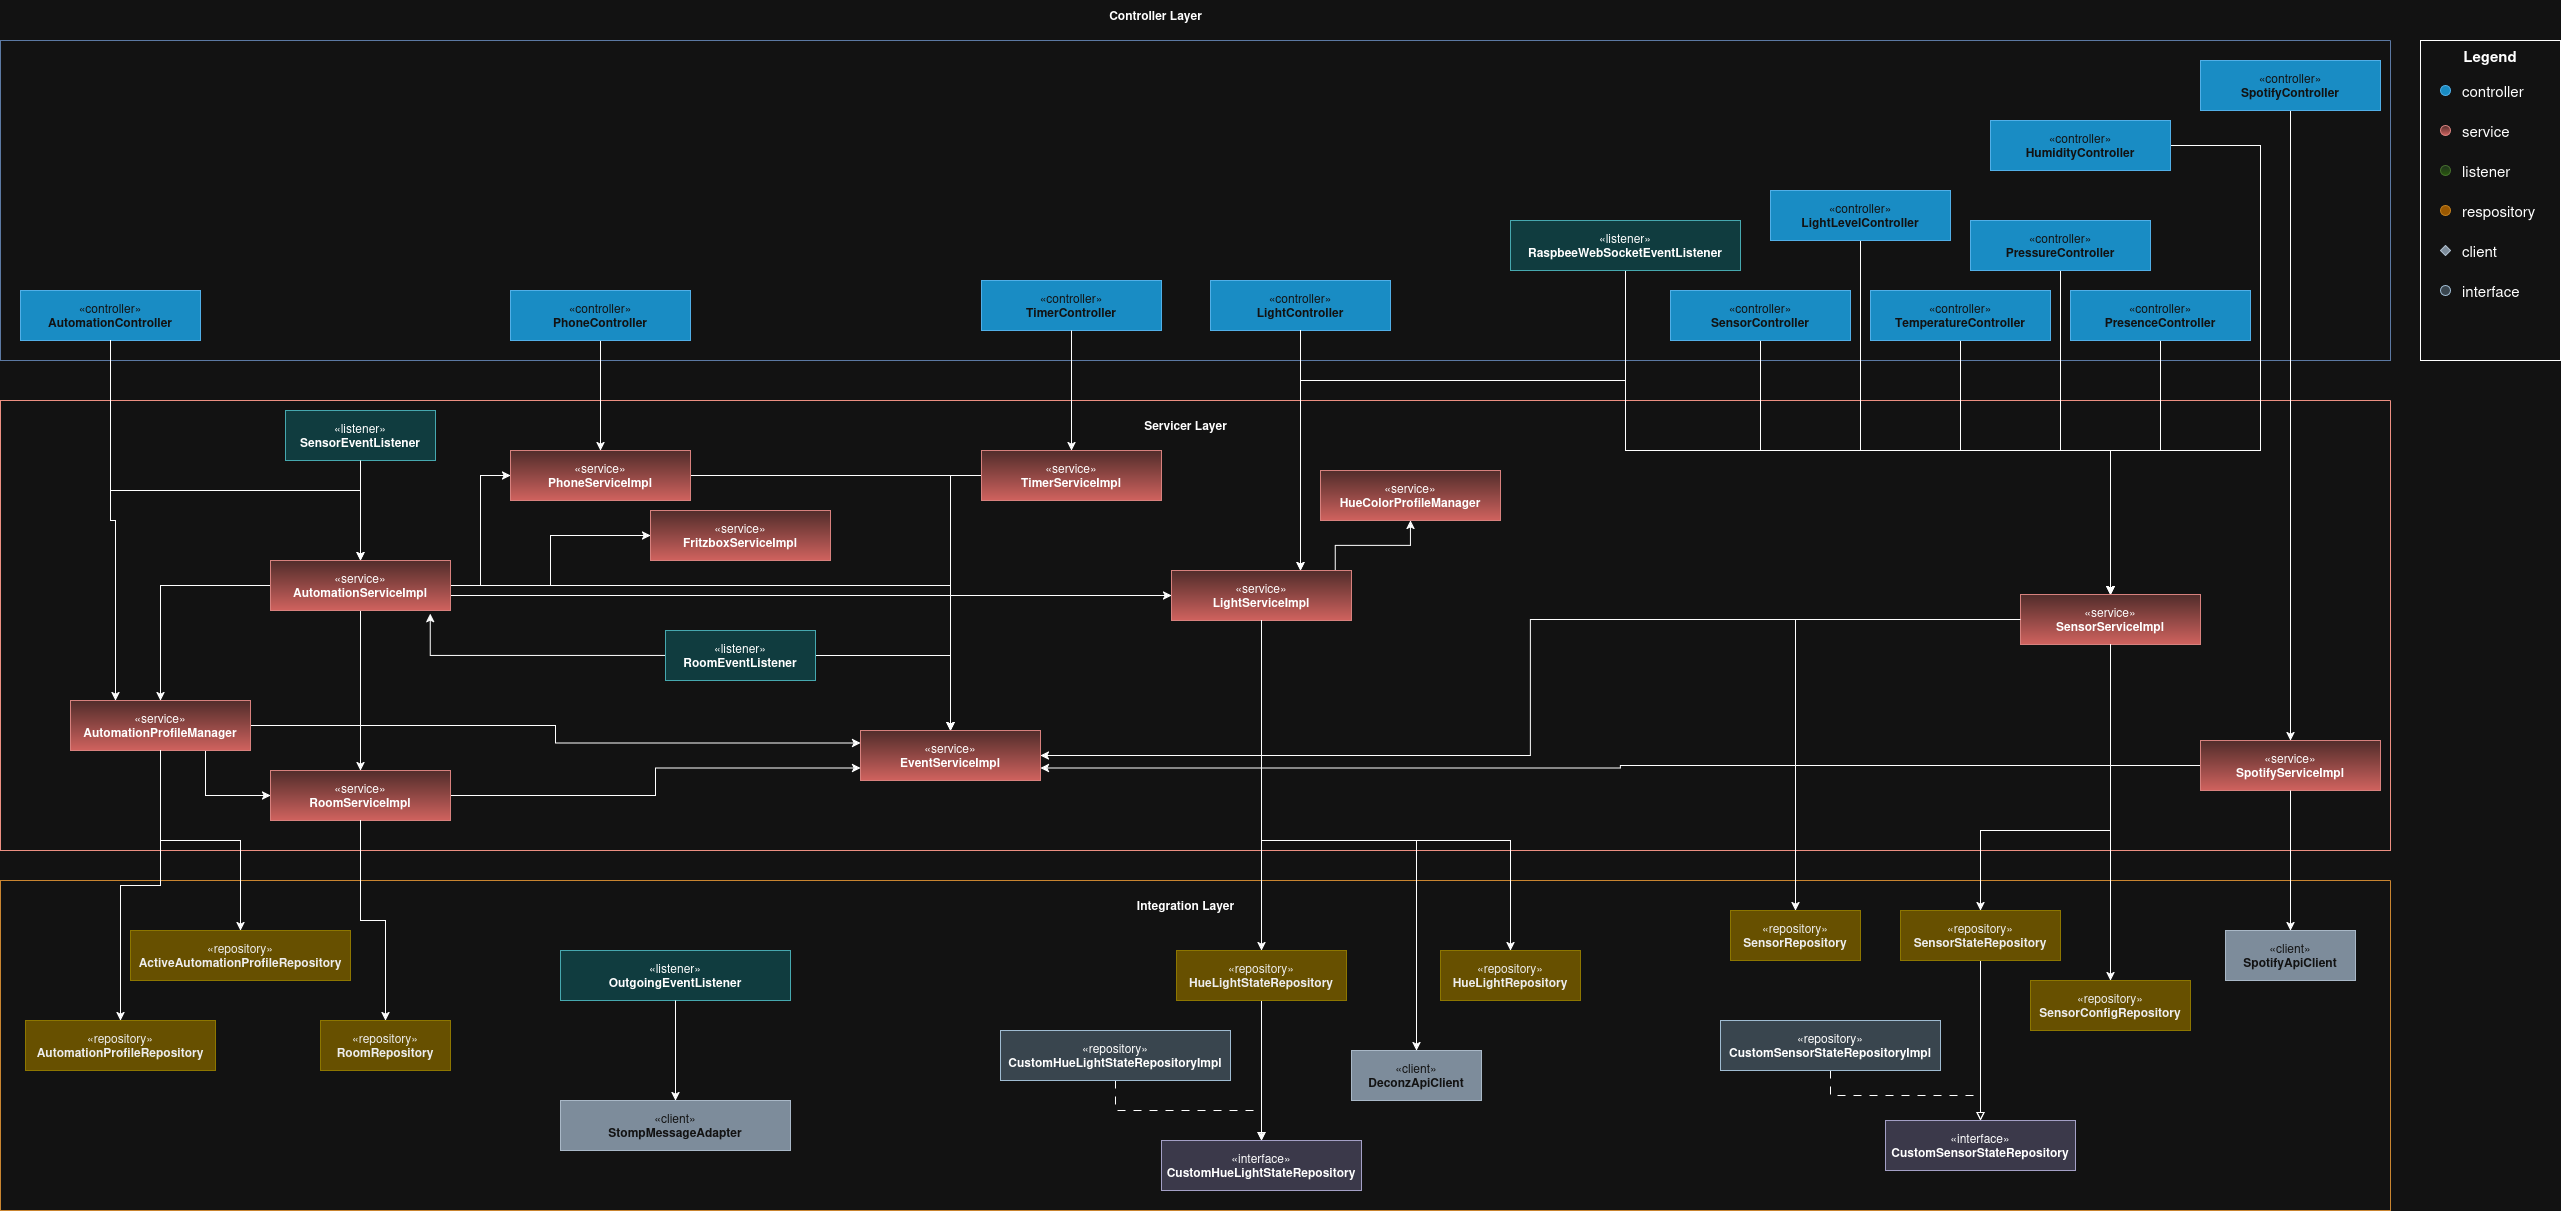 Controller Layer
Legend
controller
service
listener
respository
client
interface
«controller»
SpotifyController
«controller»
HumidityController
«controller»
LightLevelController
«listener»
RaspbeeWebSocketEventListener
«controller»
PressureController
«controller»
AutomationController
«controller»
PhoneController
«controller»
TimerController
«controller»
LightController
«controller»
SensorController
«controller»
TemperatureController
«controller»
PresenceController
Servicer Layer
«listener»
SensorEventListener
«service»
PhoneServiceImpl
«service»
TimerServiceImpl
«service»
HueColorProfileManager
«service»
FritzboxServiceImpl
«service»
AutomationServiceImpl
«service»
LightServiceImpl
«service»
SensorServiceImpl
«listener»
RoomEventListener
«service»
AutomationProfileManager
«service»
EventServiceImpl
«service»
SpotifyServiceImpl
«service»
RoomServiceImpl
Integration Layer
«repository»
SensorRepository
«repository»
SensorStateRepository
«repository»
ActiveAutomationProfileRepository
«client»
SpotifyApiClient
«listener»
OutgoingEventListener
«repository»
HueLightStateRepository
«repository»
HueLightRepository
«repository»
SensorConfigRepository
«repository»
AutomationProfileRepository
«repository»
RoomRepository
«repository»
CustomHueLightStateRepositoryImpl
«client»
DeconzApiClient
«repository»
CustomSensorStateRepositoryImpl
«client»
StompMessageAdapter
«interface»
CustomHueLightStateRepository
«interface»
CustomSensorStateRepository